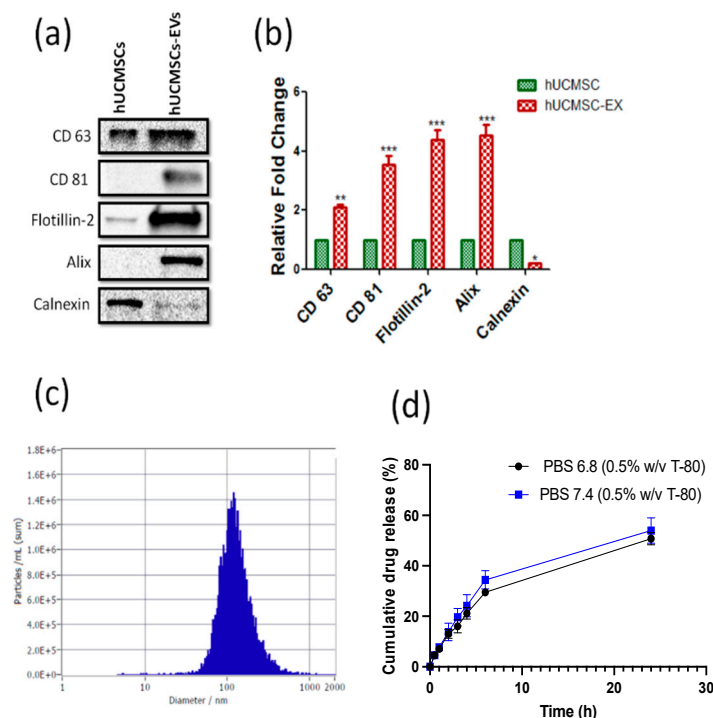 (a)
hUCMSCs
hUCMSCs-EVs
CD 63
CD 81
Flotillin-2
Alix
Calnexin
(b)
hUCMSC
hUCMSC-EX
Relative Fold Change
6
4
2
0
**
***
***
***
*
CD 63
CD 81
Flotillin-2
Alix
Calnexin
(c)
Particles /mL (sum)
1.8E+6
1.6E+6
1.4E+6
1.2E+6
1.0E+6
8.0E+5
6.0E+5
4.0E+5
2.0E+5
0.0E+0
1 10 100 1000 2000
Diameter / nm
(d)
PBS 6.8 (0.5% w/v T-80)
PBS 7.4 (0.5% w/v T-80)
Cumulative drug release (%)
80
60
40
20
0
0 10 20 30
Time (h)